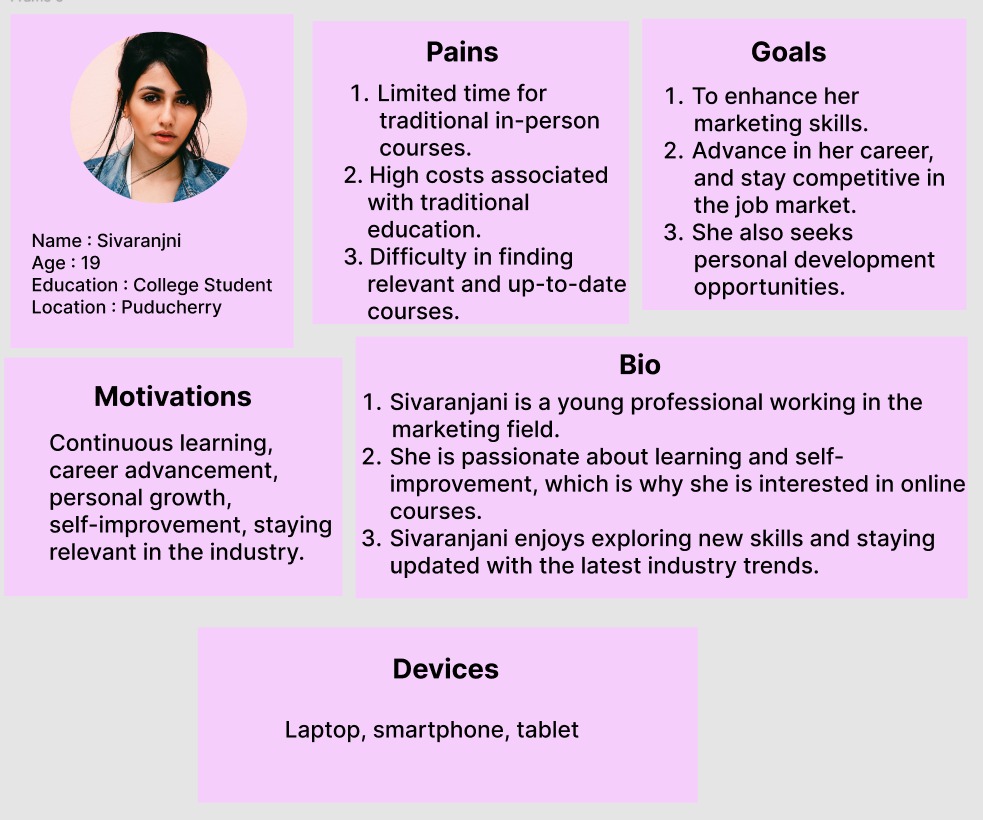 Name : Sivaranjni
Age : 19
Education : College Student
Location : Puducherry
Pains
1. Limited time for
traditional in-person
courses.
2. High costs associated
with traditional
education.
3. Difficulty in finding
relevant and up-to-date
courses.
Goals
1. To enhance her
marketing skills.
2. Advance in her career,
and stay competitive in
the job market.
3. She also seeks
personal development
opportunities.
Motivations
Continuous learning,
career advancement,
personal growth,
self-improvement, staying
relevant in the industry.
Bio
1. Sivaranjani is a young professional working in the
marketing field.
2. She is passionate about learning and self-
improvement, which is why she is interested in online
courses.
3. Sivaranjani enjoys exploring new skills and staying
updated with the latest industry trends.
Devices
Laptop, smartphone, tablet